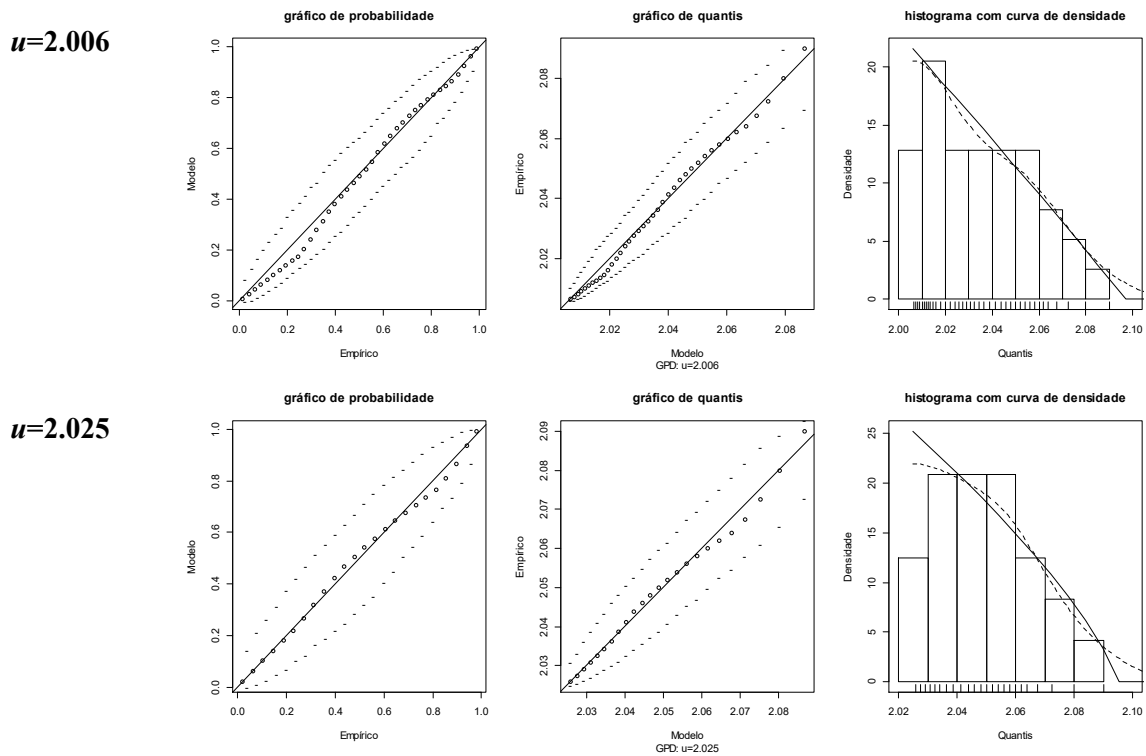 u=2.006
gráfico de probabilidade
Modelo
0.0 0.2 0.4 0.6 0.8 1.0
0.0 0.2 0.4 0.6 0.8 1.0
Empírico
gráfico de quantis
Empírico
2.02 2.04 2.06 2.08
2.02 2.04 2.06 2.08
Modelo
GPD: u=2.006
histograma com curva de densidade
Densidade
0 5 10 15 20
2.00 2.02 2.04 2.06 2.08 2.10
Quantis
u=2.025
gráfico de probabilidade
Modelo
0.0 0.2 0.4 0.6 0.8 1.0
0.0 0.2 0.4 0.6 0.8 1.0
Empírico
gráfico de quantis
Empírico
2.03 2.04 2.05 2.06 2.07 2.08 2.09
2.03 2.04 2.05 2.06 2.07 2.08
Modelo
GPD: u=2.025
histograma com curva de densidade
Densidade
0 5 10 15 20 25
2.02 2.04 2.06 2.08 2.10
Quantis